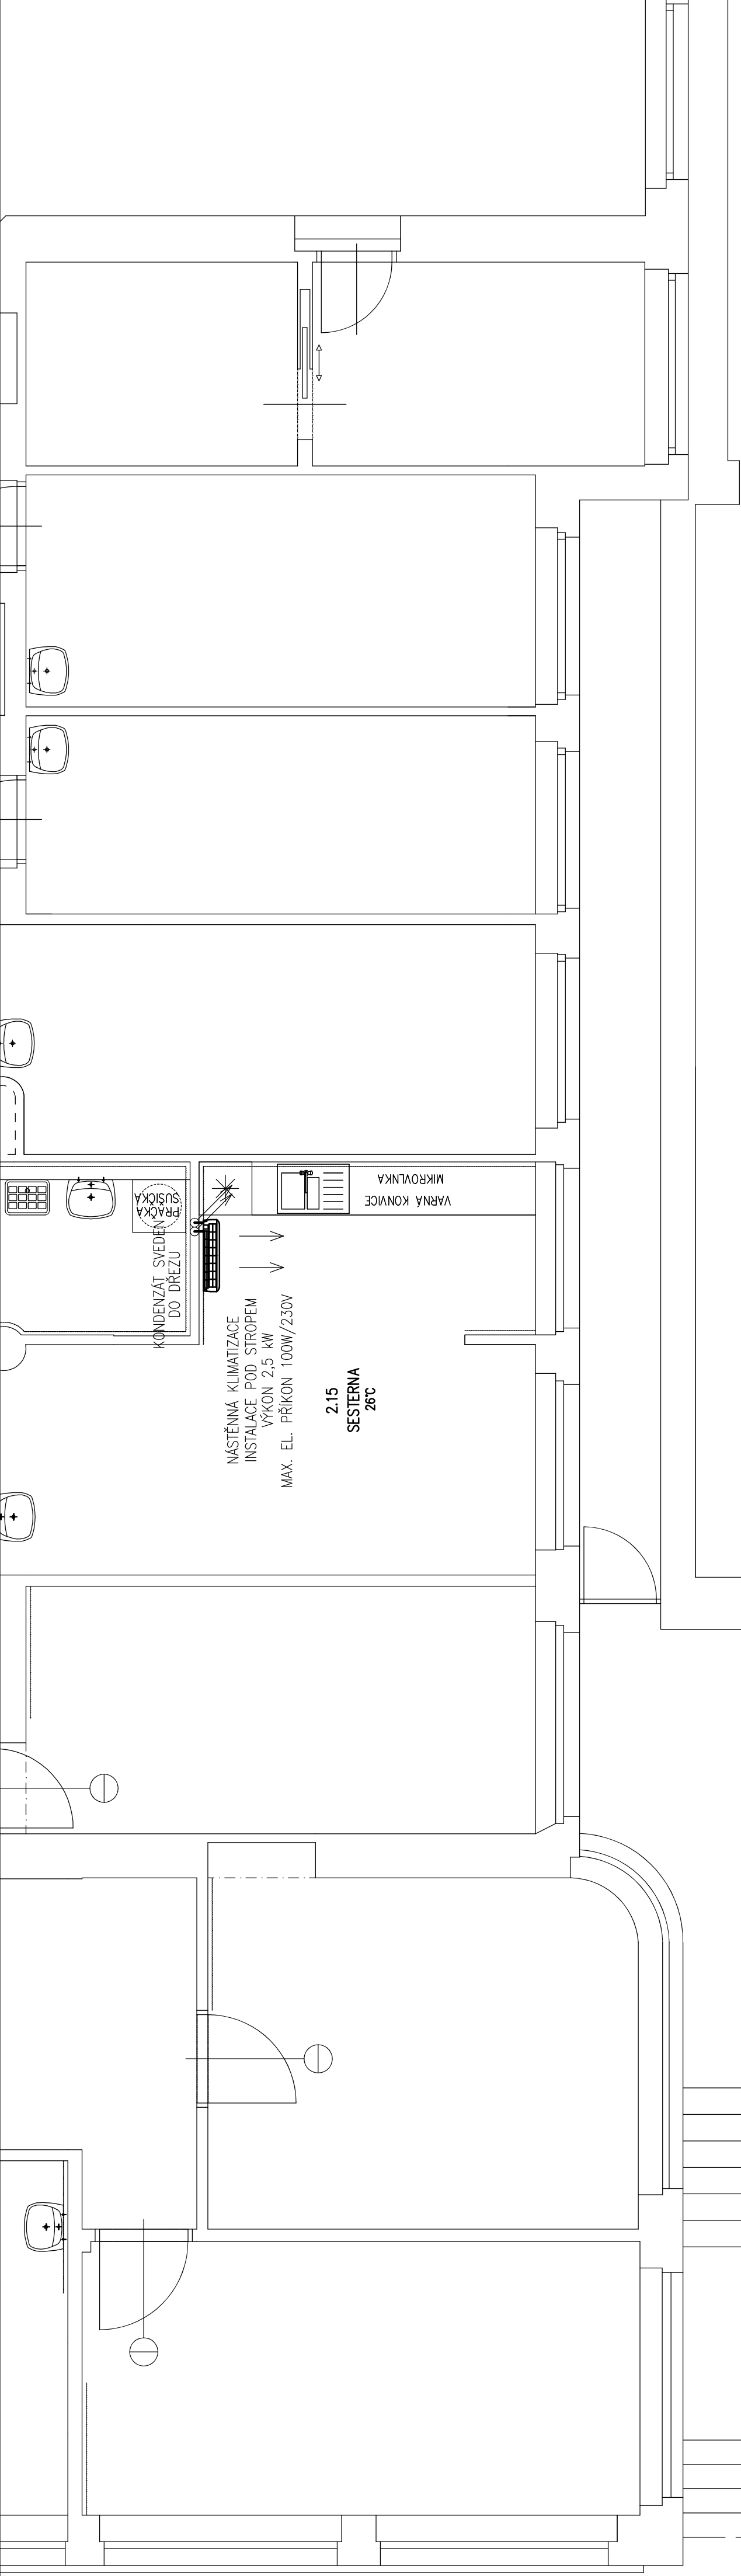 MIKROVLNKA
VARNÁ KONVICE
PRAČKA
SUŠIČKA
KONDENZÁT SVEDEN
DO DŘEZU
NÁSTĚNNÁ KLIMATIZACE
INSTALACE POD STROPEM
VÝKON 2,5 kW
MAX. EL. PŘÍKON 100W/230V
2.15
SESTERNA
26°C